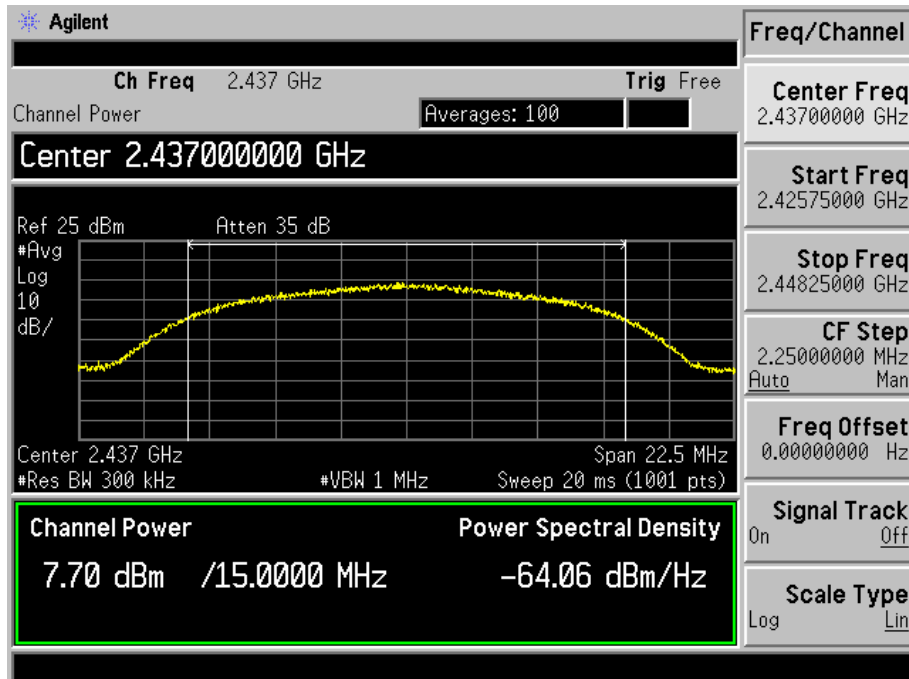 Agilent
Freq/Channel
Ch Freq 2.437 GHz Trig Free
Channel Power Averages: 100
Center 2.437000000 GHz
Ref 25 dBm Atten 35 dB
#Avg
Log
10
dB/
Center 2.437 GHz Span 22.5 MHz
#Res BW 300 kHz #VBW 1 MHz Sweep 20 ms (1001 pts)
Channel Power Power Spectral Density
7.70 dBm /15.0000 MHz -64.06 dBm/Hz
Center Freq
2.43700000 GHz
Start Freq
2.42575000 GHz
Stop Freq
2.44825000 GHz
CF Step
2.25000000 MHz
Auto Man
Freq Offset
0.00000000 Hz
Signal Track
On Off
Scale Type
Log Lin